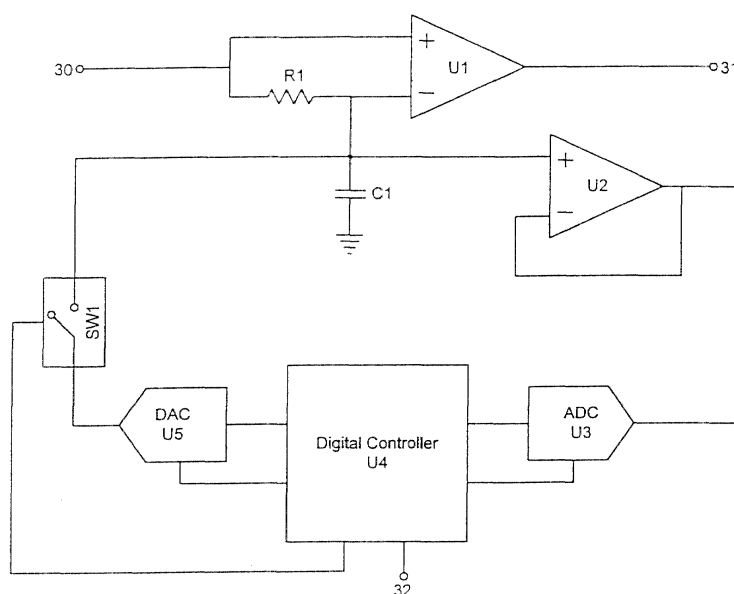 30
R1
+
−
U1
31
+
−
U2
C1
SW1
DAC
U5
Digital Controller
U4
ADC
U3
32